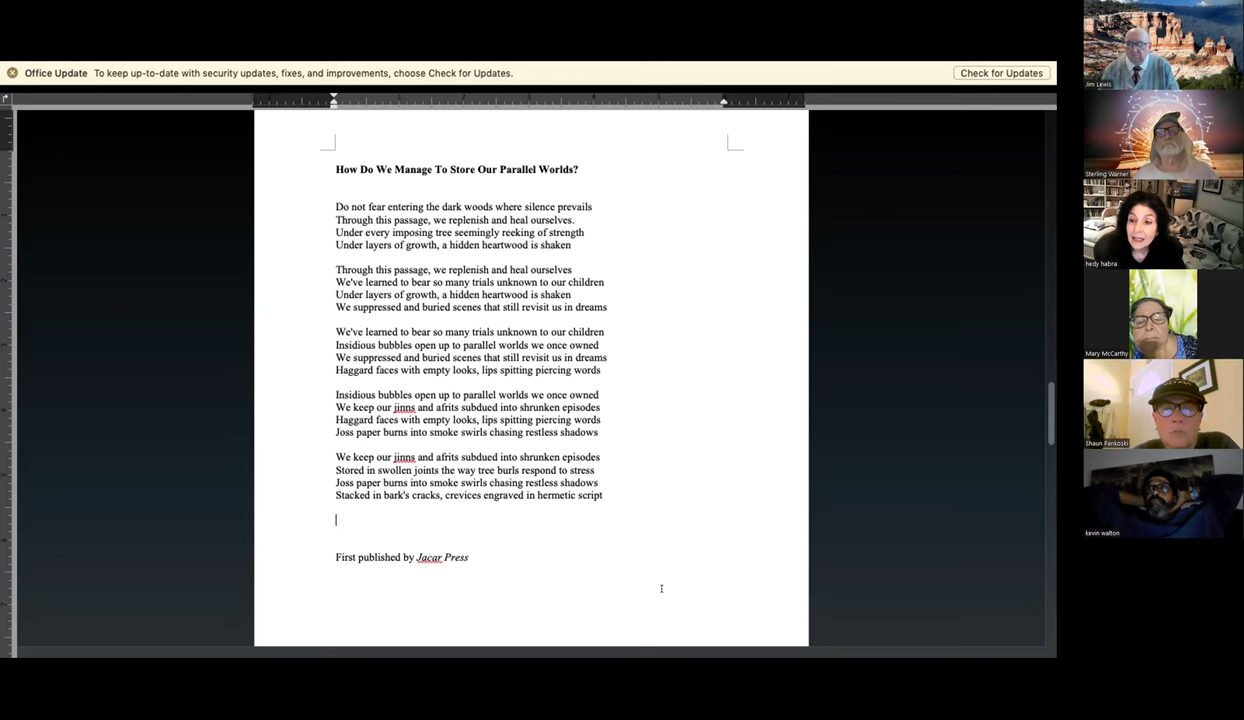 Office Update To keep up-to-date with security updates, fixes, and improvements, choose Check for Updates.
Check for Updates
How Do We Manage To Store Our Parallel Worlds?
Do not fear entering the dark woods where silence prevails
Through this passage, we replenish and heal ourselves.
Under every imposing tree seemingly reeking of strength
Under layers of growth, a hidden heartwood is shaken
Through this passage, we replenish and heal ourselves
We've learned to bear so many trials unknown to our children
Under layers of growth, a hidden heartwood is shaken
We suppressed and buried scenes that still revisit us in dreams
We've learned to bear so many trials unknown to our children
Insidious bubbles open up to parallel worlds we once owned
We suppressed and buried scenes that still revisit us in dreams
Haggard faces with empty looks, lips spitting piercing words
Insidious bubbles open up to parallel worlds we once owned
We keep our jinns and afrits subdued into shrunken episodes
Haggard faces with empty looks, lips spitting piercing words
Joss paper burns into smoke swirls chasing restless shadows
We keep our jinns and afrits subdued into shrunken episodes
Stored in swollen joints the way tree burls respond to stress
Joss paper burns into smoke swirls chasing restless shadows
Stacked in bark's cracks, crevices engraved in hermetic script
First published by Jacar Press
Jim Lewis
Sterling Warner
hedy habra
Mary McCarthy
Shaun Pankoski
kevin walton